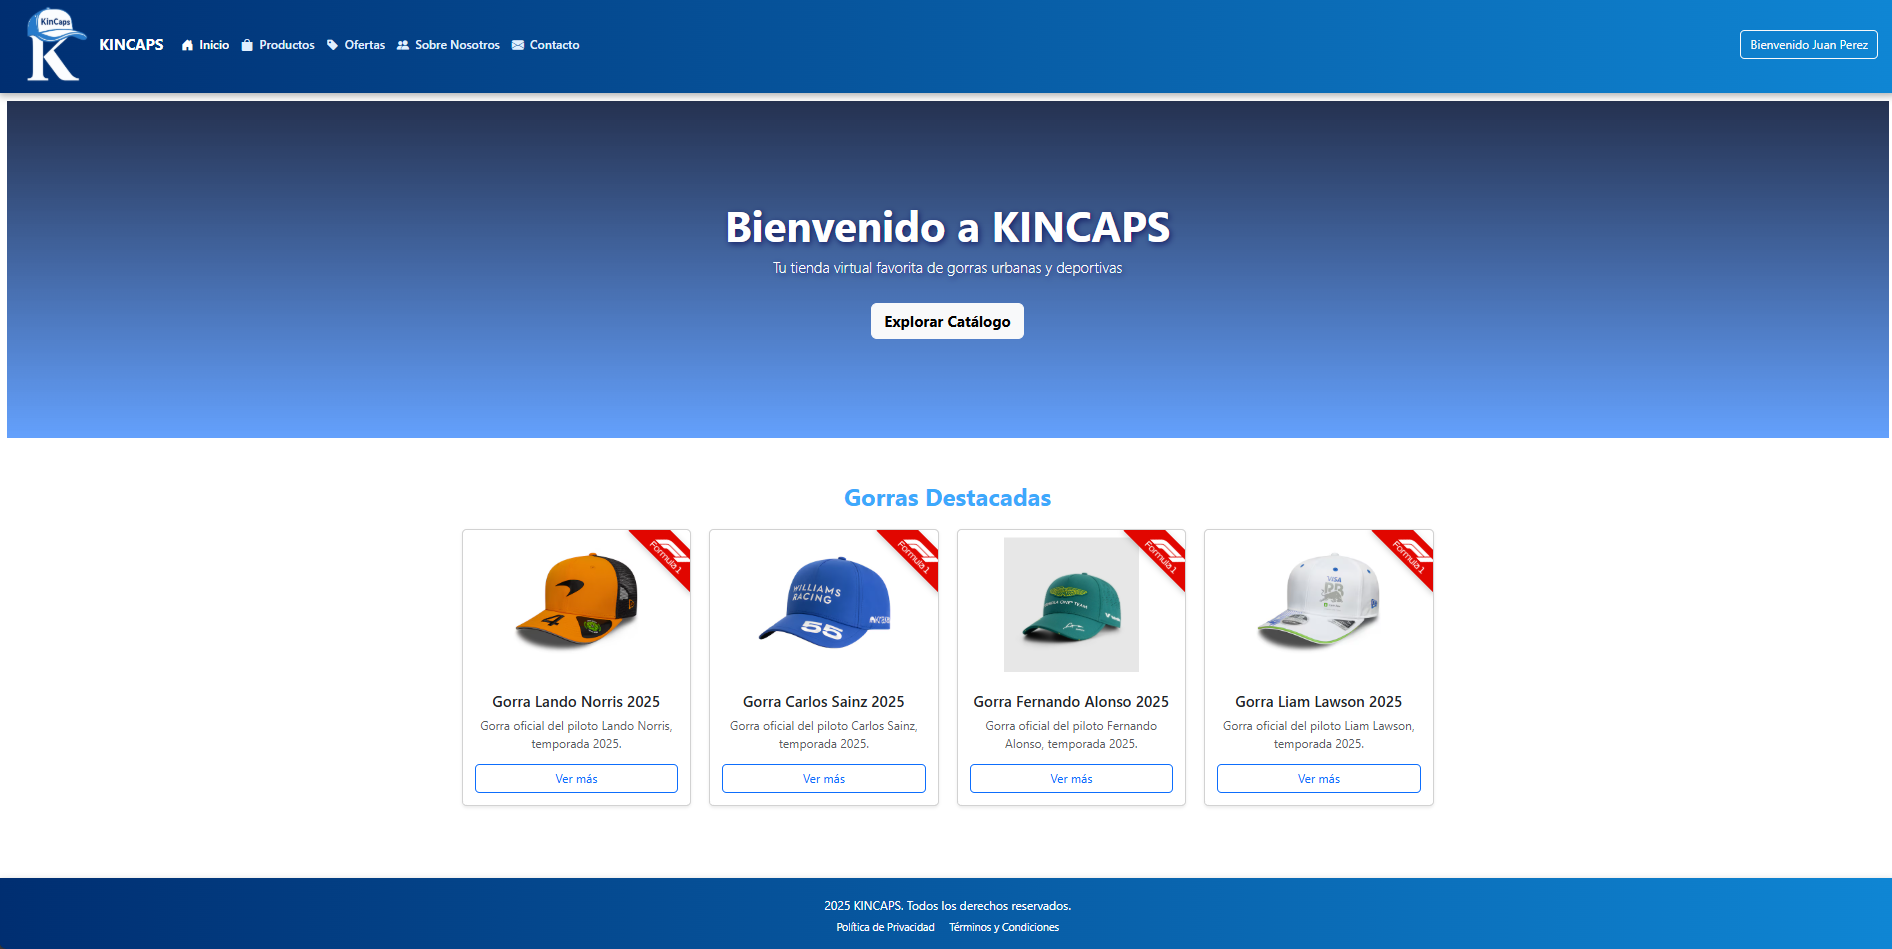 KinCaps
K
KINCAPS
Inicio
Productos
Ofertas
Sobre Nosotros
Contacto
Bienvenido Juan Perez
Bienvenido a KINCAPS
Tu tienda virtual favorita de gorras urbanas y deportivas
Explorar Catálogo
Gorras Destacadas
Formula 1
4
Gorra Lando Norris 2025
Gorra oficial del piloto Lando Norris,
temporada 2025.
Ver más
Formula 1
WILLIAMS
RACING
55
Gorra Carlos Sainz 2025
Gorra oficial del piloto Carlos Sainz,
temporada 2025.
Ver más
Formula 1
Gorra Fernando Alonso 2025
Gorra oficial del piloto Fernando
Alonso, temporada 2025.
Ver más
Formula 1
VISA
Gorra Liam Lawson 2025
Gorra oficial del piloto Liam Lawson,
temporada 2025.
Ver más
2025 KINCAPS. Todos los derechos reservados.
Política de Privacidad
Términos y Condiciones